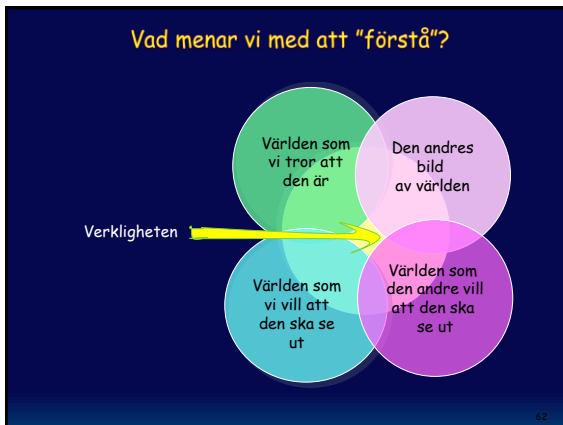 Vad menar vi med att ”förstå”?
Världen som
vi tror att
den är
Den andres
bild
av världen
Verkligheten
Världen som
vi vill att
den ska se
ut
Världen som
den andre vill
att den ska
se ut
62